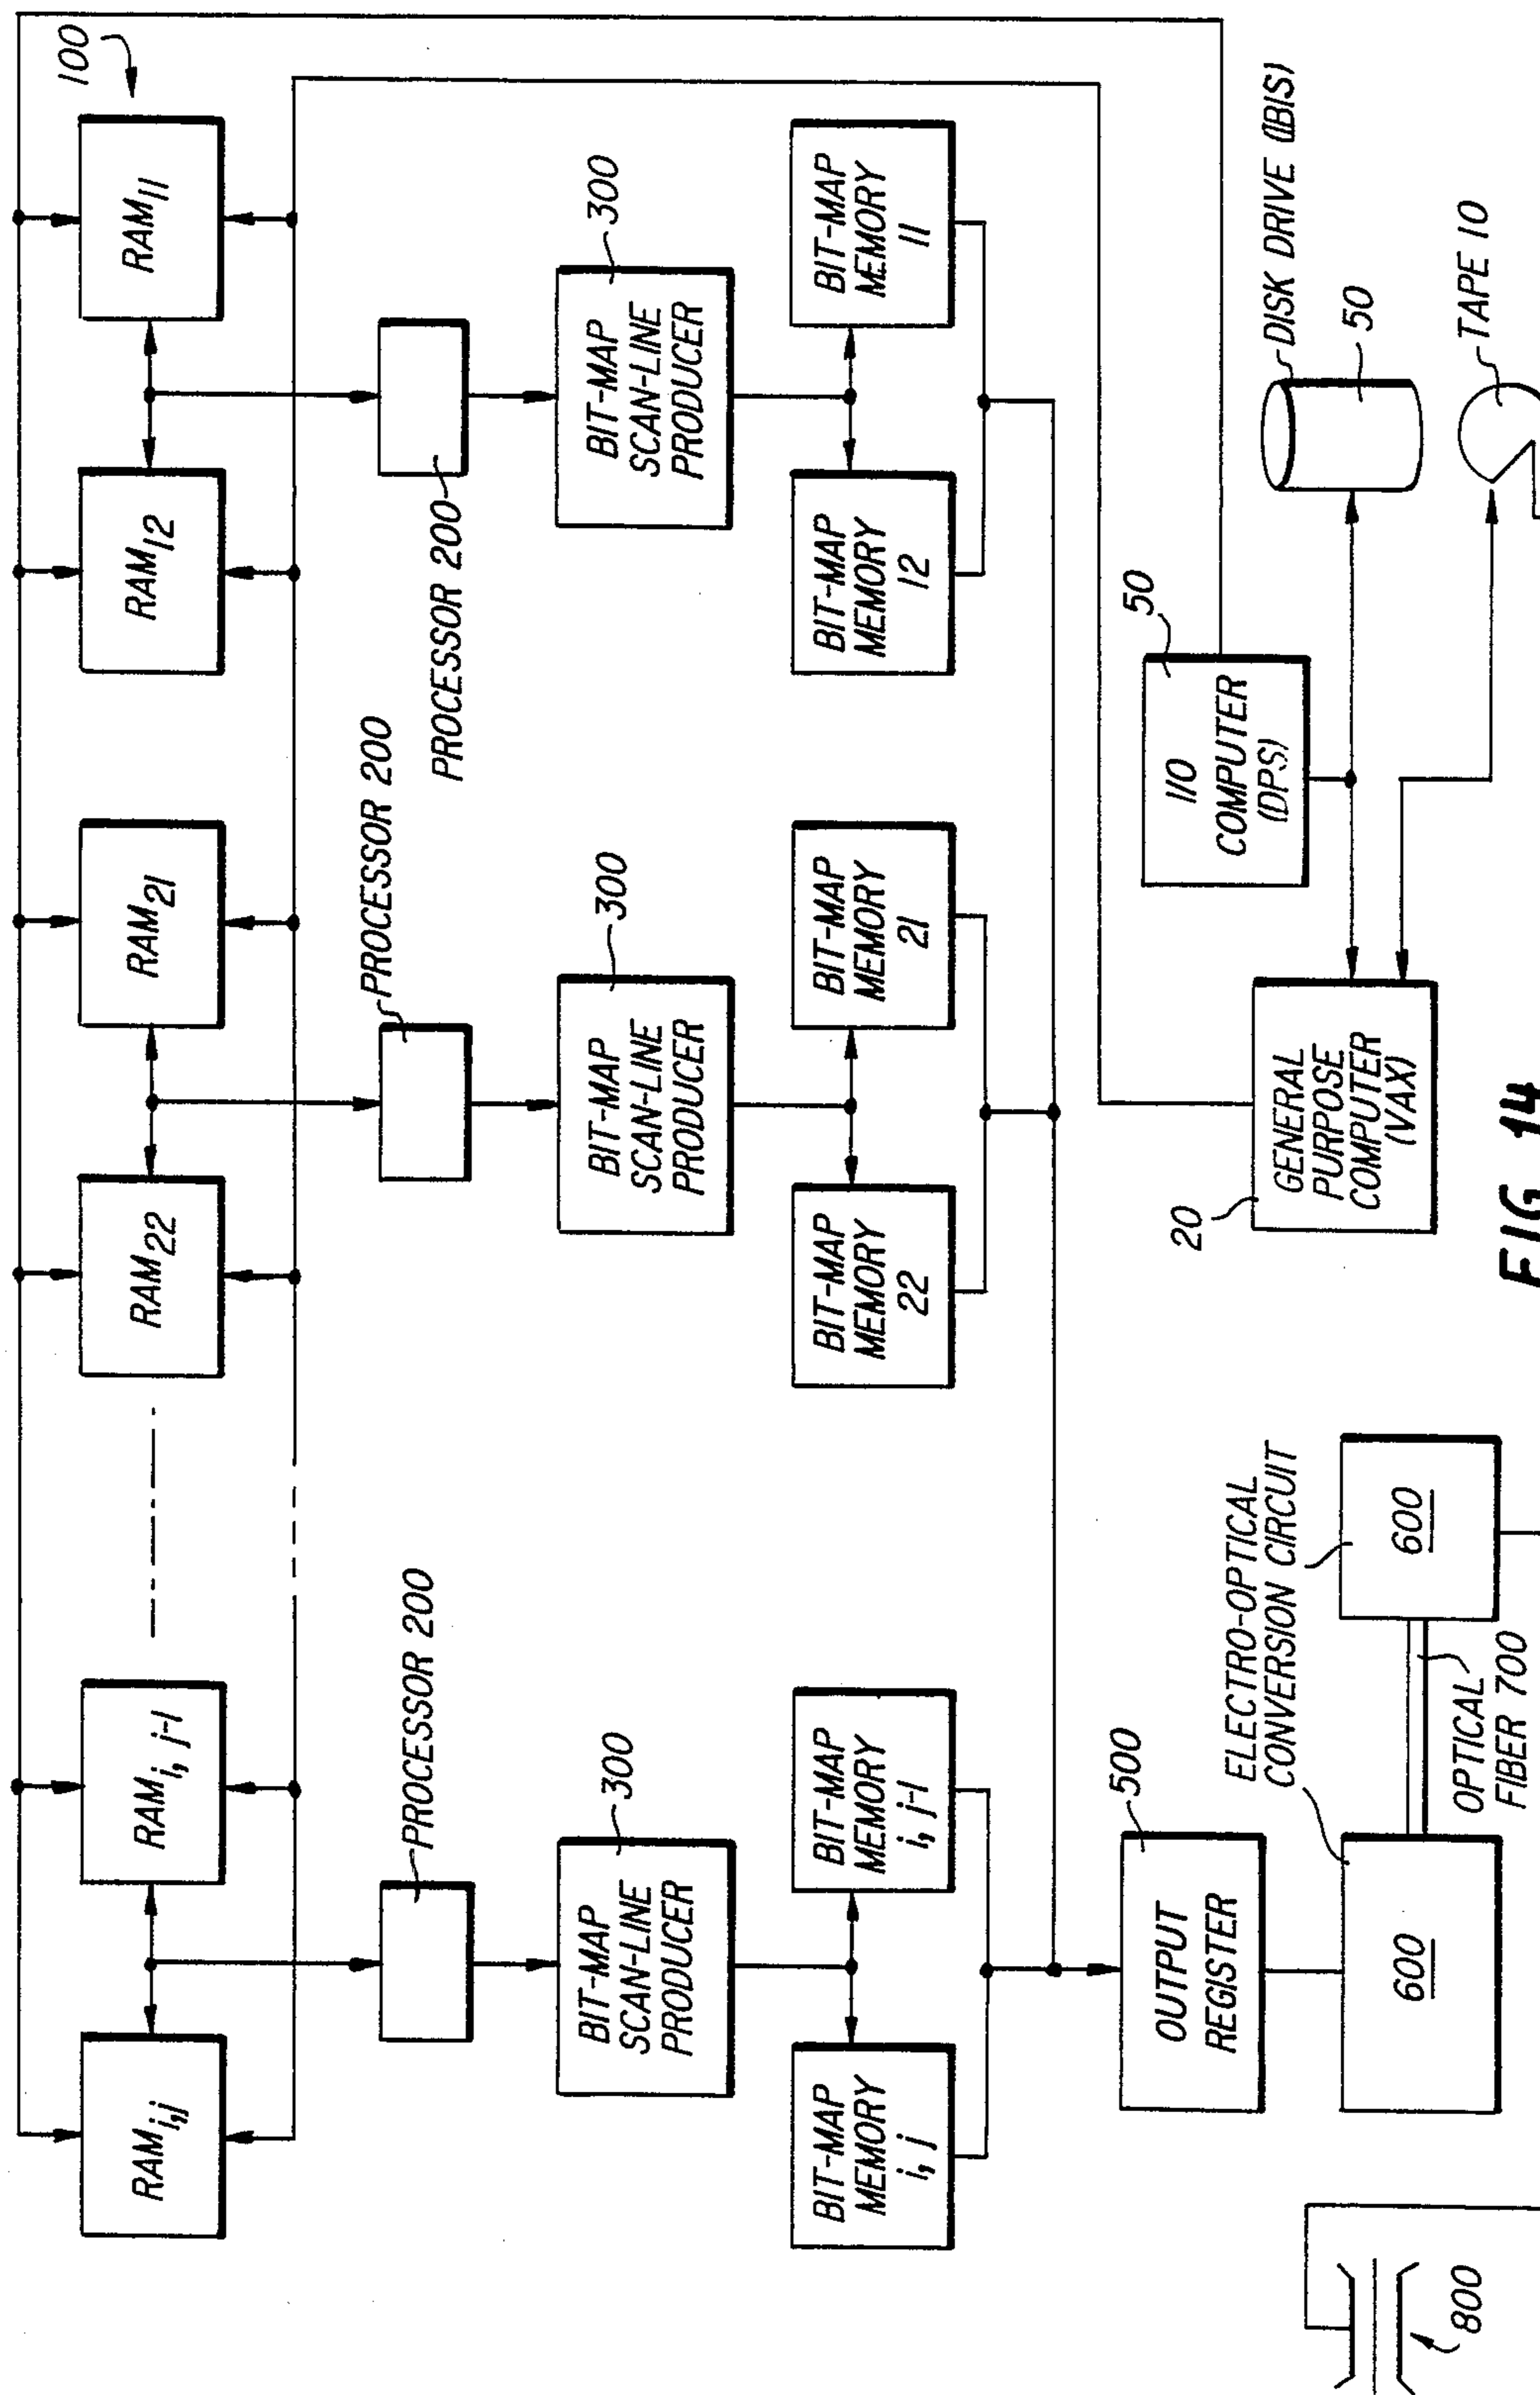 100
RAM11
RAM12
RAM21
RAM22
RAM i, j-1
RAM i,j
PROCESSOR 200
PROCESSOR 200
PROCESSOR 200
300
BIT-MAP
SCAN-LINE
PRODUCER
300
BIT-MAP
SCAN-LINE
PRODUCER
300
BIT-MAP
SCAN-LINE
PRODUCER
BIT-MAP
MEMORY
11
BIT-MAP
MEMORY
12
BIT-MAP
MEMORY
21
BIT-MAP
MEMORY
22
BIT-MAP
MEMORY
i, j-1
BIT-MAP
MEMORY
i, j
50
I/O
COMPUTER
(DPS)
DISK DRIVE (IBIS)
50
TAPE 10
20
GENERAL
PURPOSE
COMPUTER
(VAX)
500
OUTPUT
REGISTER
ELECTRO-OPTICAL
CONVERSION CIRCUIT
600
600
OPTICAL
FIBER 700
800
FIG. 14